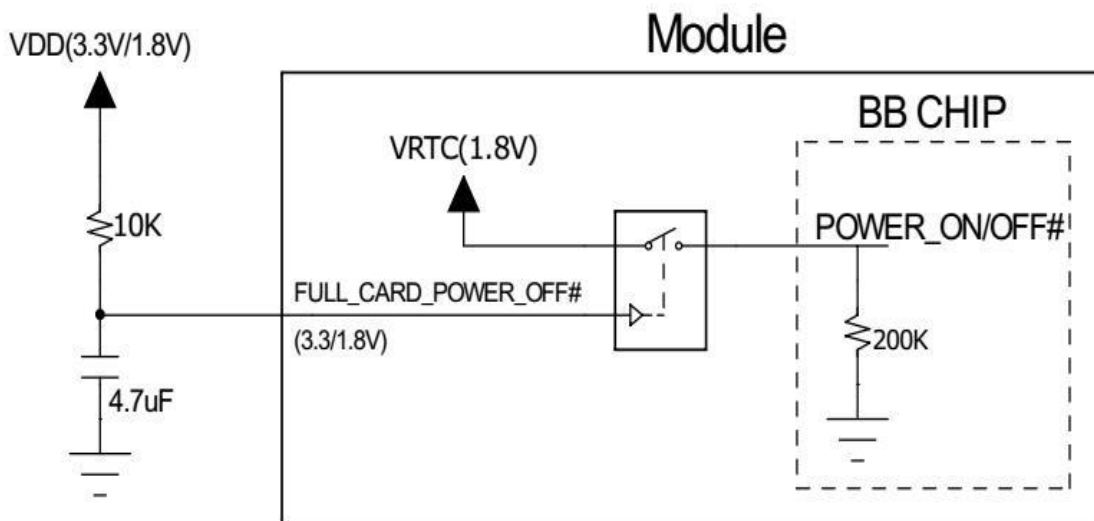 Module
VDD(3.3V/1.8V)
BB CHIP
VRTC(1.8V)
10K
POWER_ON/OFF#
FULL_CARD_POWER_OFF#
(3.3/1.8V)
200K
4.7uF